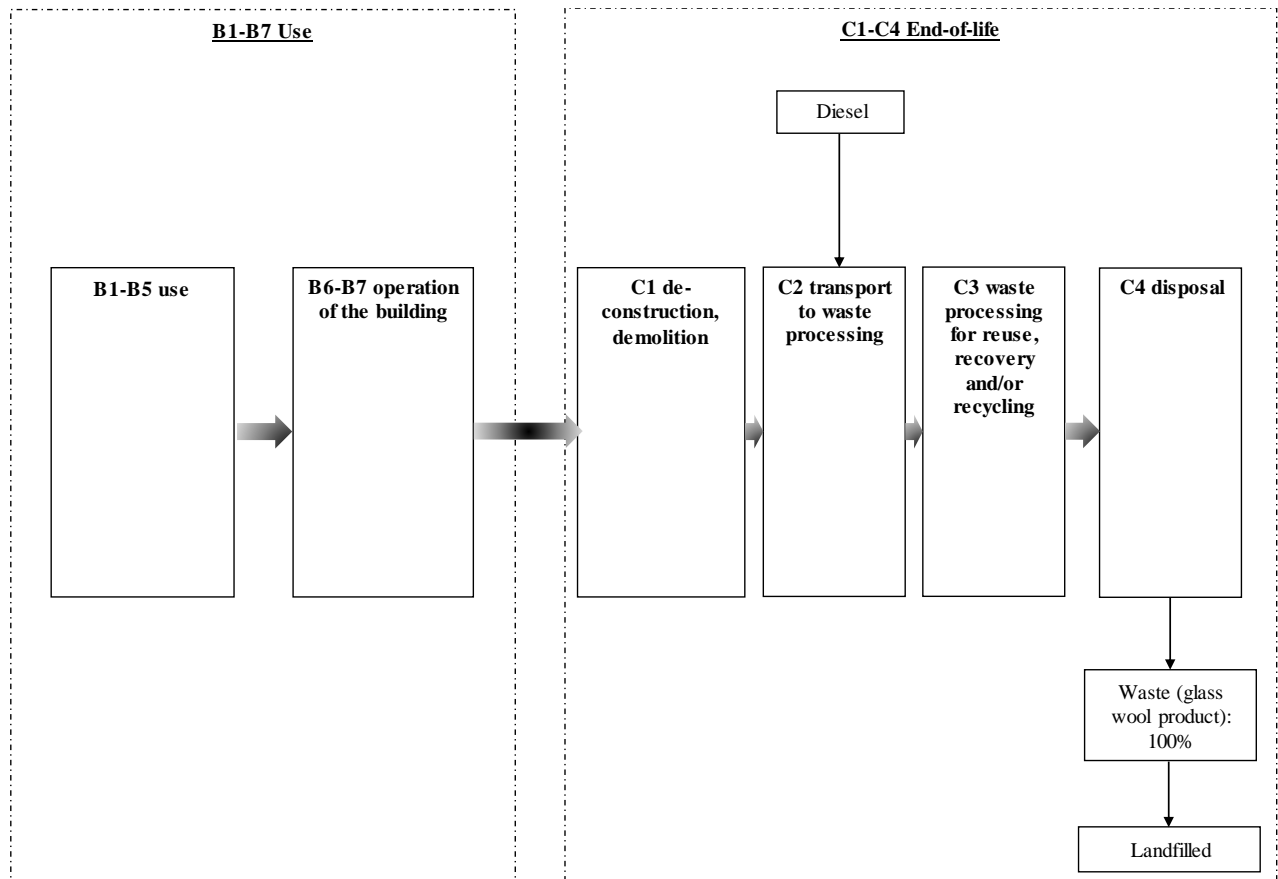 B1-B7 Use
C1-C4 End-of-life
Diesel
B1-B5 use
B6-B7 operation
of the building
C1 de-
construction,
demolition
C2 transport
to waste
processing
C3 waste
processing
for reuse,
recovery
and/or
recycling
C4 disposal
Waste (glass
wool product):
100%
Landfilled